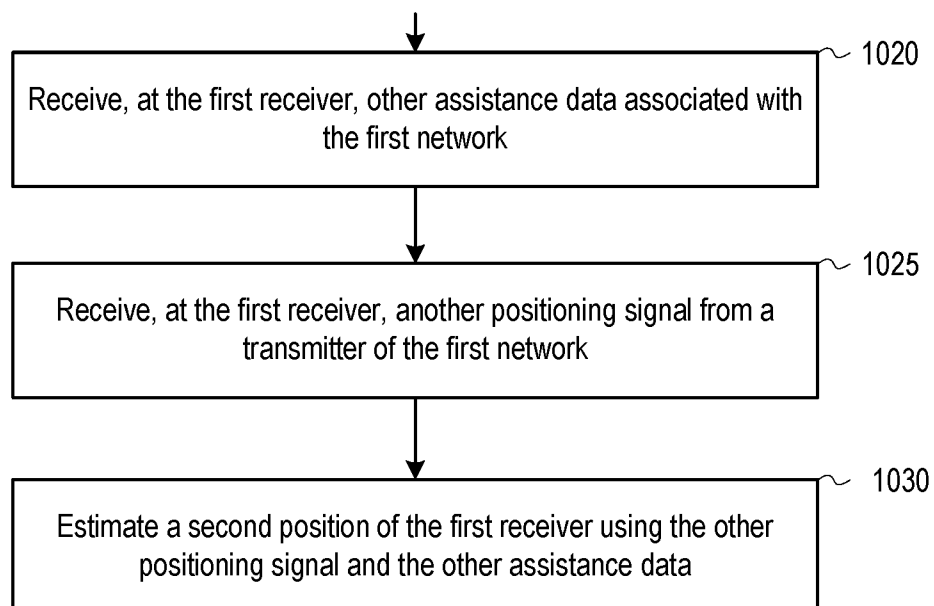 1020
Receive, at the first receiver, other assistance data associated with
the first network
1025
Receive, at the first receiver, another positioning signal from a
transmitter of the first network
1030
Estimate a second position of the first receiver using the other
positioning signal and the other assistance data